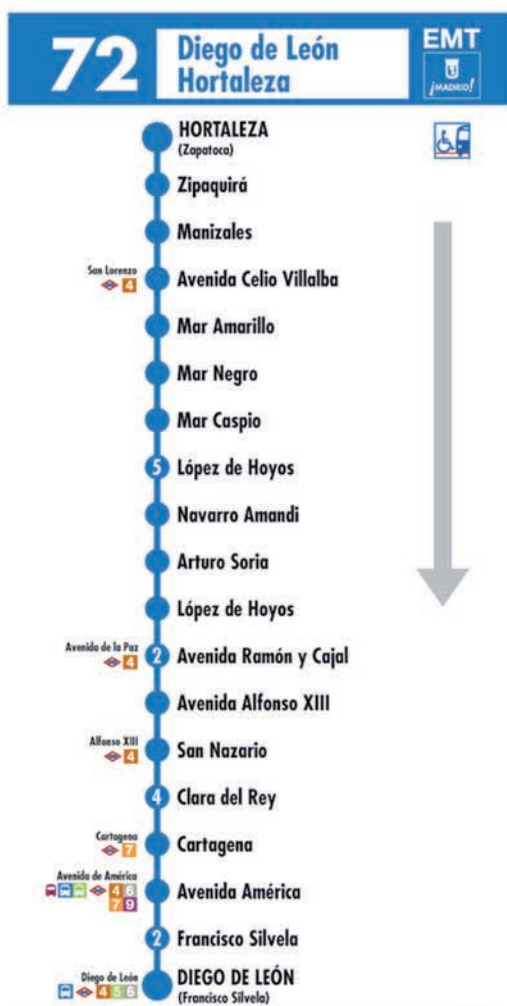 72
Diego de León
Hortaleza
EMT
¡MADRID!
HORTALEZA
(Zapatoca)
Zipaquirá
Manizales
San Lorenzo
4
Avenida Celio Villalba
Mar Amarillo
Mar Negro
Mar Caspio
5 López de Hoyos
Navarro Amandi
Arturo Soria
López de Hoyos
Avenida de la Paz
4
2 Avenida Ramón y Cajal
Avenida Alfonso XIII
Alfonso XIII
4
San Nazario
4 Clara del Rey
Cartagena
7
Cartagena
Avenida de América
4 6
7 9
Avenida América
2 Francisco Silvela
Diego de León
4 5 6
DIEGO DE LEÓN
(Francisco Silvela)